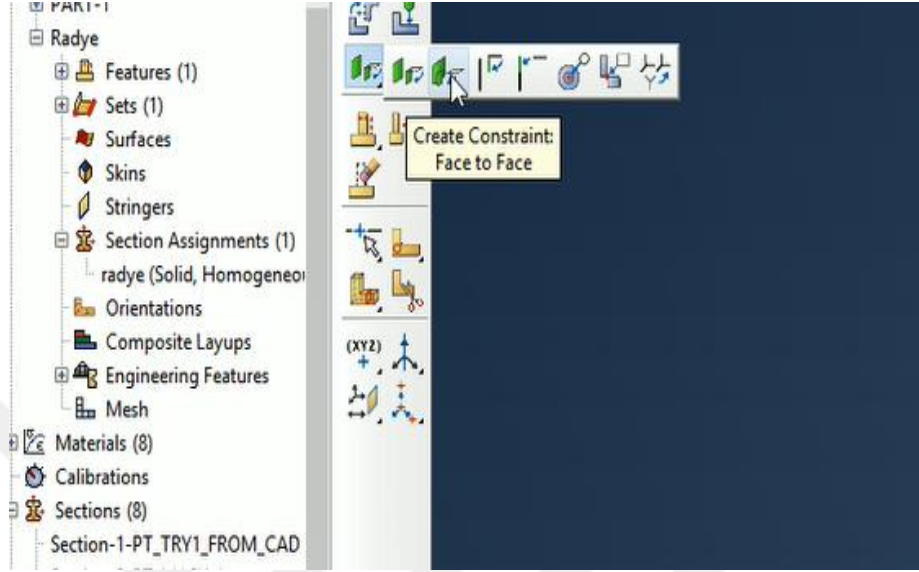 PART-1
Radye
Features (1)
Sets (1)
Surfaces
Skins
Stringers
Section Assignments (1)
radye (Solid, Homogeneou
Orientations
Composite Layups
Engineering Features
Mesh
Materials (8)
Calibrations
Sections (8)
Section-1-PT_TRY1_FROM_CAD
Create Constraint:
Face to Face
(XYZ)